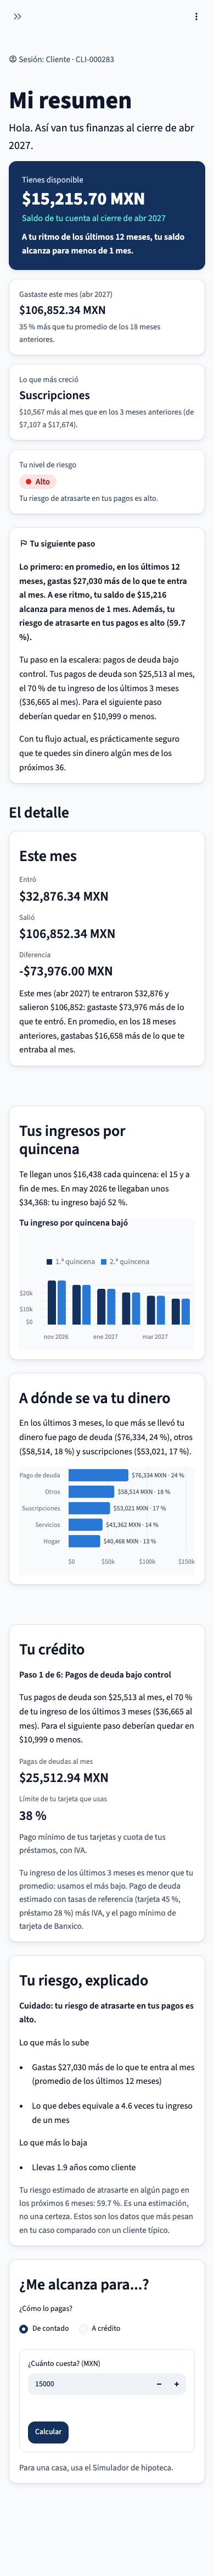 Sesión: Cliente · CLI-000283
Mi resumen
Hola. Así van tus finanzas al cierre de abr
2027.
Tienes disponible
$15,215.70 MXN
Saldo de tu cuenta al cierre de abr 2027
A tu ritmo de los últimos 12 meses, tu saldo
alcanza para menos de 1 mes.
Gastaste este mes (abr 2027)
$106,852.34 MXN
35 % más que tu promedio de los 18 meses
anteriores.
Lo que más creció
Suscripciones
$10,567 más al mes que en los 3 meses anteriores (de
$7,107 a $17,674).
Tu nivel de riesgo
Alto
Tu riesgo de atrasarte en tus pagos es alto.
Tu siguiente paso
Lo primero: en promedio, en los últimos 12
meses, gastas $27,030 más de lo que te entra
al mes. A ese ritmo, tu saldo de $15,216
alcanza para menos de 1 mes. Además, tu
riesgo de atrasarte en tus pagos es alto (59.7
%).
Tu paso en la escalera: pagos de deuda bajo
control. Tus pagos de deuda son $25,513 al mes,
el 70 % de tu ingreso de los últimos 3 meses
($36,665 al mes). Para el siguiente paso
deberían quedar en $10,999 o menos.
Con tu flujo actual, es prácticamente seguro
que te quedes sin dinero algún mes de los
próximos 36.
El detalle
Este mes
Entró
$32,876.34 MXN
Salió
$106,852.34 MXN
Diferencia
-$73,976.00 MXN
Este mes (abr 2027) te entraron $32,876 y
salieron $106,852: gastaste $73,976 más de lo
que te entró. En promedio, en los 18 meses
anteriores, gastabas $16,658 más de lo que te
entraba al mes.
Tus ingresos por
quincena
Te llegan unos $16,438 cada quincena: el 15 y a
fin de mes. En may 2026 te llegaban unos
$34,368: tu ingreso bajó 52 %.
Tu ingreso por quincena bajó
1.ª quincena 2.ª quincena
$20k
$10k
$0
nov 2026 ene 2027 mar 2027
A dónde se va tu dinero
En los últimos 3 meses, lo que más se llevó tu
dinero fue pago de deuda ($76,334, 24 %), otros
($58,514, 18 %) y suscripciones ($53,021, 17 %).
Pago de deuda $76,334 MXN · 24 %
Otros $58,514 MXN · 18 %
Suscripciones $53,021 MXN · 17 %
Servicios $43,362 MXN · 14 %
Hogar $40,468 MXN · 13 %
$0 $50k $100k $150k
Tu crédito
Paso 1 de 6: Pagos de deuda bajo control
Tus pagos de deuda son $25,513 al mes, el 70 %
de tu ingreso de los últimos 3 meses ($36,665 al
mes). Para el siguiente paso deberían quedar en
$10,999 o menos.
Pagas de deudas al mes
$25,512.94 MXN
Límite de tu tarjeta que usas
38 %
Pago mínimo de tus tarjetas y cuota de tus
préstamos, con IVA.
Tu ingreso de los últimos 3 meses es menor que tu
promedio: usamos el más bajo. Pago de deuda
estimado con tasas de referencia (tarjeta 45 %,
préstamo 28 %) más IVA, y el pago mínimo de
tarjeta de Banxico.
Tu riesgo, explicado
Cuidado: tu riesgo de atrasarte en tus pagos es
alto.
Lo que más lo sube
• Gastas $27,030 más de lo que te entra al mes
(promedio de los últimos 12 meses)
• Lo que debes equivale a 4.6 veces tu ingreso
de un mes
Lo que más lo baja
• Llevas 1.9 años como cliente
Tu riesgo estimado de atrasarte en algún pago en
los próximos 6 meses: 59.7 %. Es una estimación,
no una certeza. Estos son los datos que más pesan
en tu caso comparado con un cliente típico.
¿Me alcanza para...?
¿Cómo lo pagas?
De contado A crédito
¿Cuánto cuesta? (MXN)
15000 − +
Calcular
Para una casa, usa el Simulador de hipoteca.